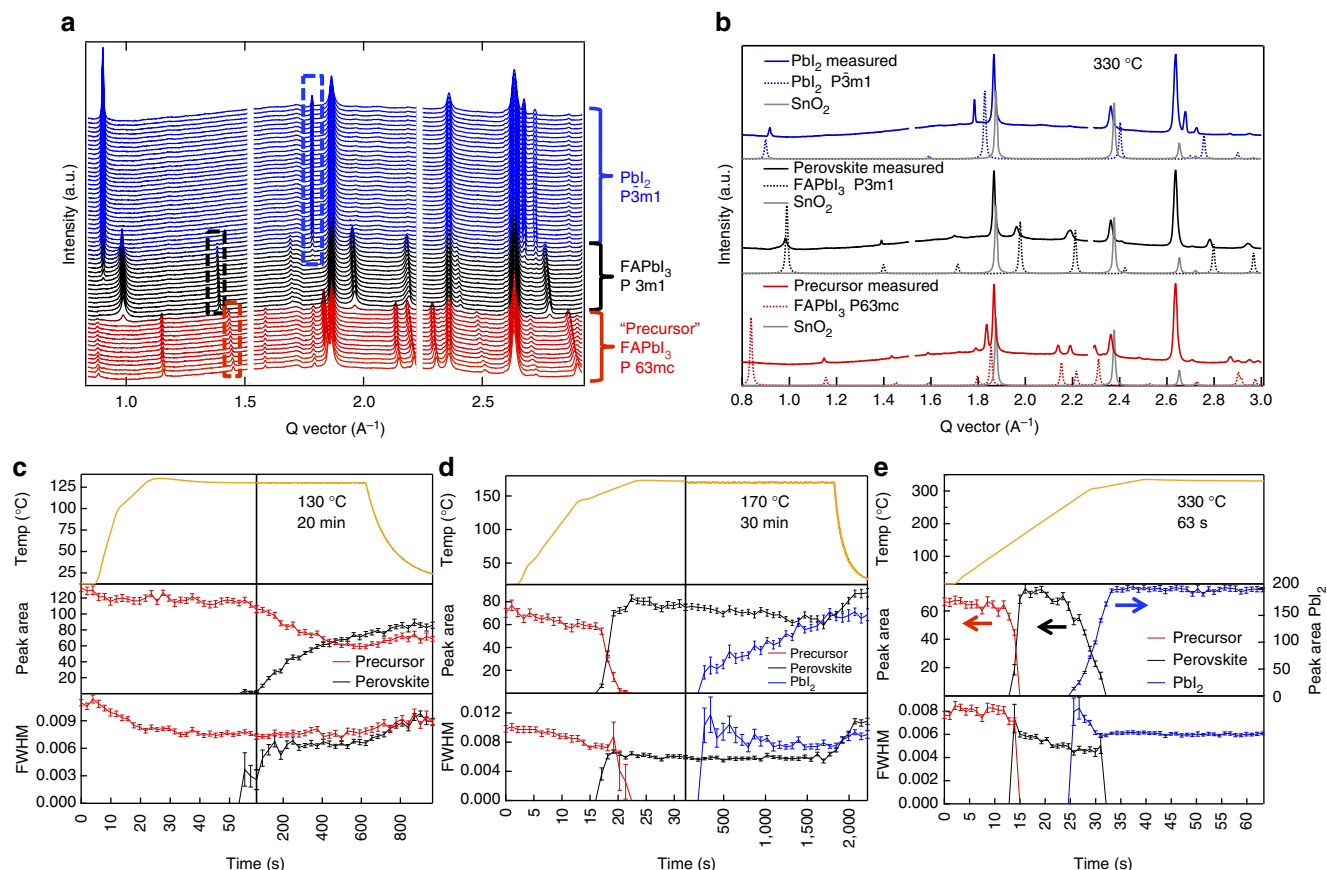 a
Intensity (a.u.)
PbI2
P3̄m1
FAPbI3
P 3m1
“Precursor”
FAPbI3
P 63mc
1.0 1.5 2.0 2.5
Q vector (A–1)
b
330 °C
Intensity (a.u.)
PbI2 measured
PbI2 P3̄m1
SnO2
Perovskite measured
FAPbI3 P3m1
SnO2
Precursor measured
FAPbI3 P63mc
SnO2
0.8 1.0 1.2 1.4 1.6 1.8 2.0 2.2 2.4 2.6 2.8 3.0
Q vector (A–1)
c
Temp (°C)
125
100
75
50
25
130 °C
20 min
Peak area
120
100
80
60
40
20
Precursor
Perovskite
FWHM
0.009
0.006
0.003
0.000
0 10 20 30 40 50 200 400 600 800
Time (s)
d
Temp (°C)
150
100
50
170 °C
30 min
Peak area
80
60
40
20
Precursor
Perovskite
PbI2
FWHM
0.012
0.008
0.004
0.000
0 10 20 30 50 500 1,000 1,500 2,000
Time (s)
e
Temp (°C)
300
200
100
330 °C
63 s
Peak area
60
40
20
200
150
100
50
0
Peak area PbI2
Precursor
Perovskite
PbI2
FWHM
0.008
0.006
0.004
0.002
0.000
0 5 10 15 20 25 30 35 40 45 50 55 60
Time (s)